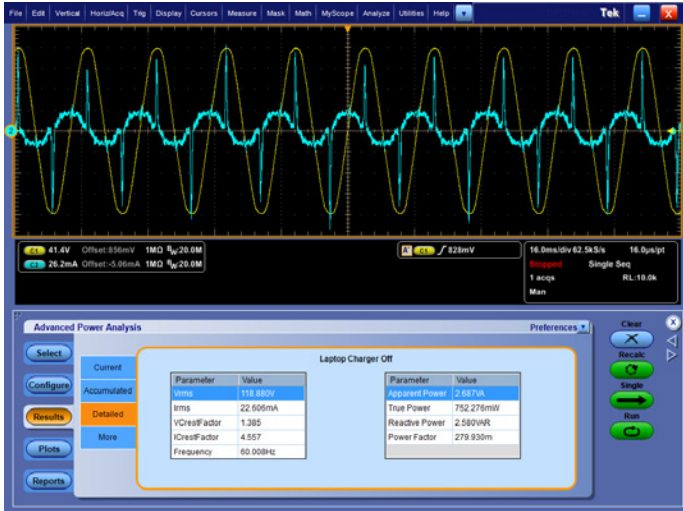 File Edit Vertical Horiz/Acq Trig Display Cursors Measure Mask Math MyScope Analyze Utilities Help Tek X
2
C1 41.4V Offset:856mV 1MΩ BW:20.0M
C2 26.2mA Offset:-5.06mA 1MΩ BW:20.0M
A' C1 828mV
16.0ms/div 62.5kS/s 16.0µs/pt
Stopped Single Seq
1 acqs RL:10.0k
Man
Advanced Power Analysis Preferences Clear X
Select
Configure
Results
Plots
Reports
Current
Accumulated
Detailed
More
Laptop Charger Off
Parameter Value
Vrms 118.880V
Irms 22.606mA
VCrestFactor 1.385
ICrestFactor 4.557
Frequency 60.008Hz
Parameter Value
Apparent Power 2.687VA
True Power 752.276mW
Reactive Power 2.580VAR
Power Factor 279.930m
Recalc
Single
Run